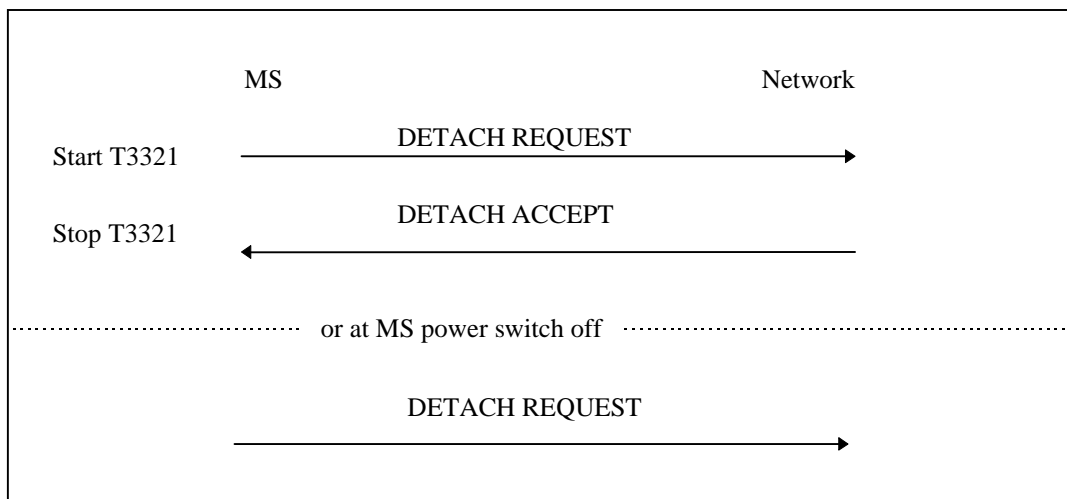 MS Network
Start T3321 DETACH REQUEST
Stop T3321 DETACH ACCEPT
or at MS power switch off
DETACH REQUEST